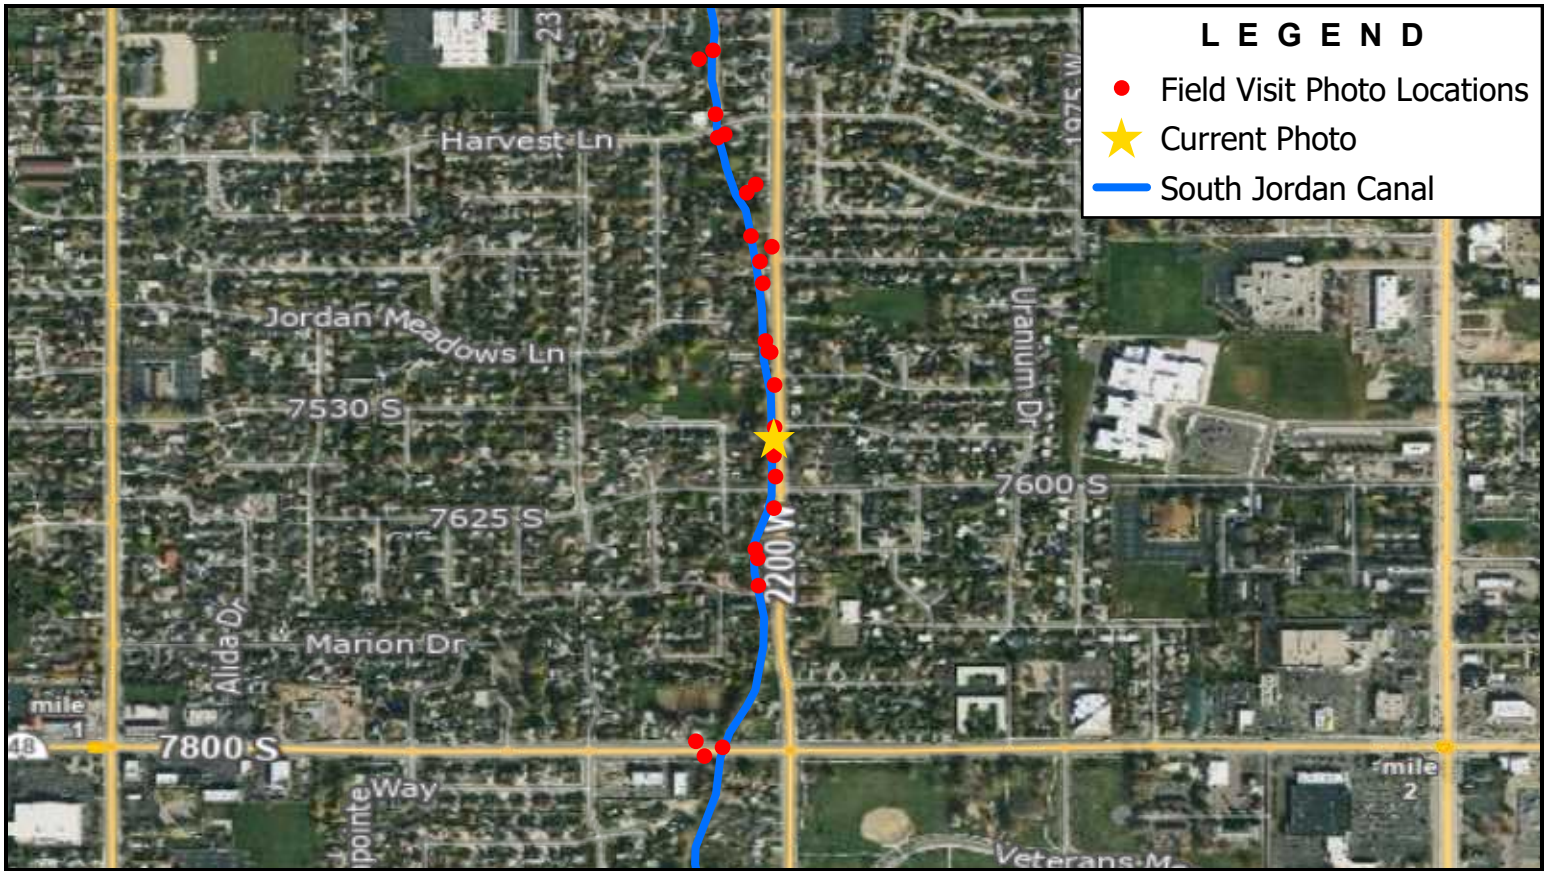 L E G E N D
Field Visit Photo Locations
Current Photo
South Jordan Canal
23
1975 W
Harvest Ln
Jordan Meadows Ln
Uranium Dr
7530 S
7600 S
7625 S
2200 W
Alida Dr
Marion Dr
mile
1
48
7800 S
mile
2
Way
pointe
Veterans M